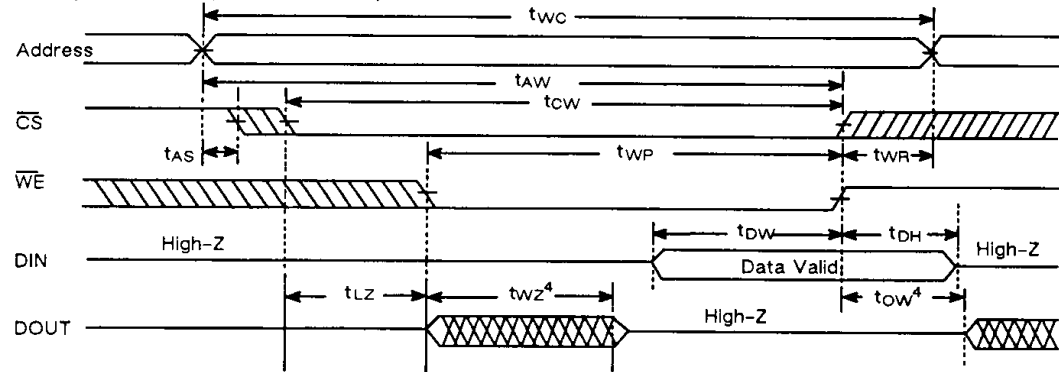 tWC
Address
tAW
tCW
CS
tAS
tWP
tWR
WE
tDW
tDH
High-Z
High-Z
DIN
Data Valid
tLZ
tWZ4
tOW4
High-Z
DOUT